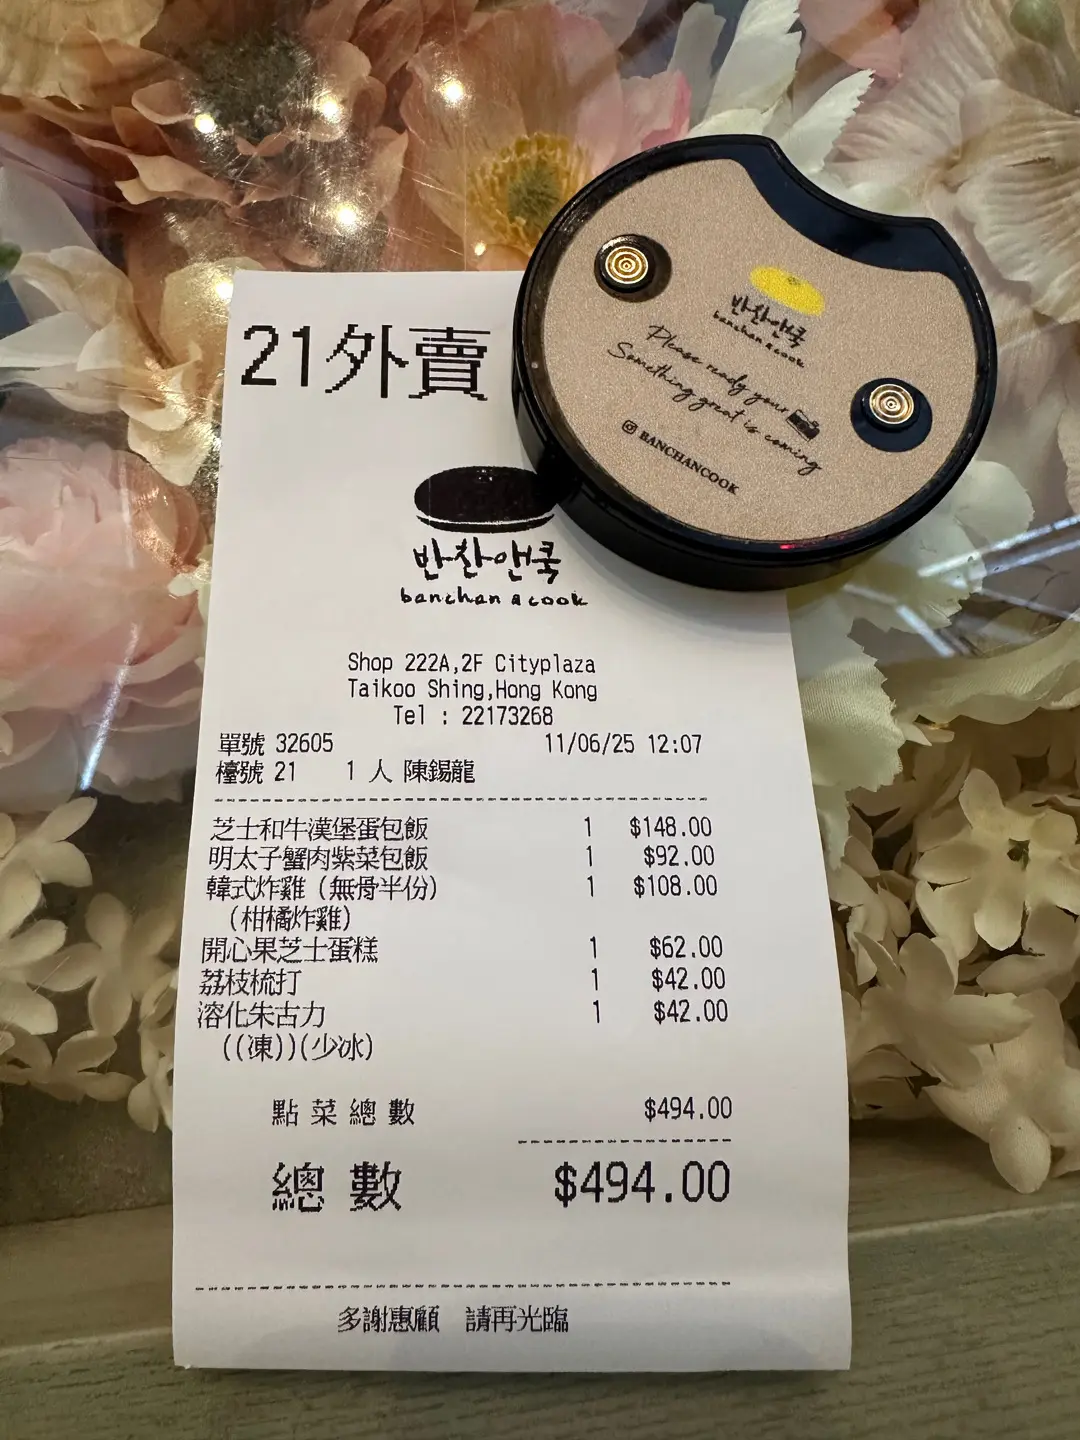 21外賣
반찬앤쿡
banchan & cook
Shop 222A,2F Cityplaza
Taikoo Shing,Hong Kong
Tel : 22173268
單號 32605 11/06/25 12:07
檯號 21 1 人 陳錫龍
芝士和牛漢堡蛋包飯 1 $148.00
明太子蟹肉紫菜包飯 1 $92.00
韓式炸雞 (無骨半份) 1 $108.00
(柑橘炸雞)
開心果芝士蛋糕 1 $62.00
荔枝梳打 1 $42.00
溶化朱古力 1 $42.00
((凍))(少冰)
點菜總數 $494.00
總數 $494.00
多謝惠顧 請再光臨
반찬앤쿡
banchan & cook
Please ready your
Something great is coming
BANCHANCOOK